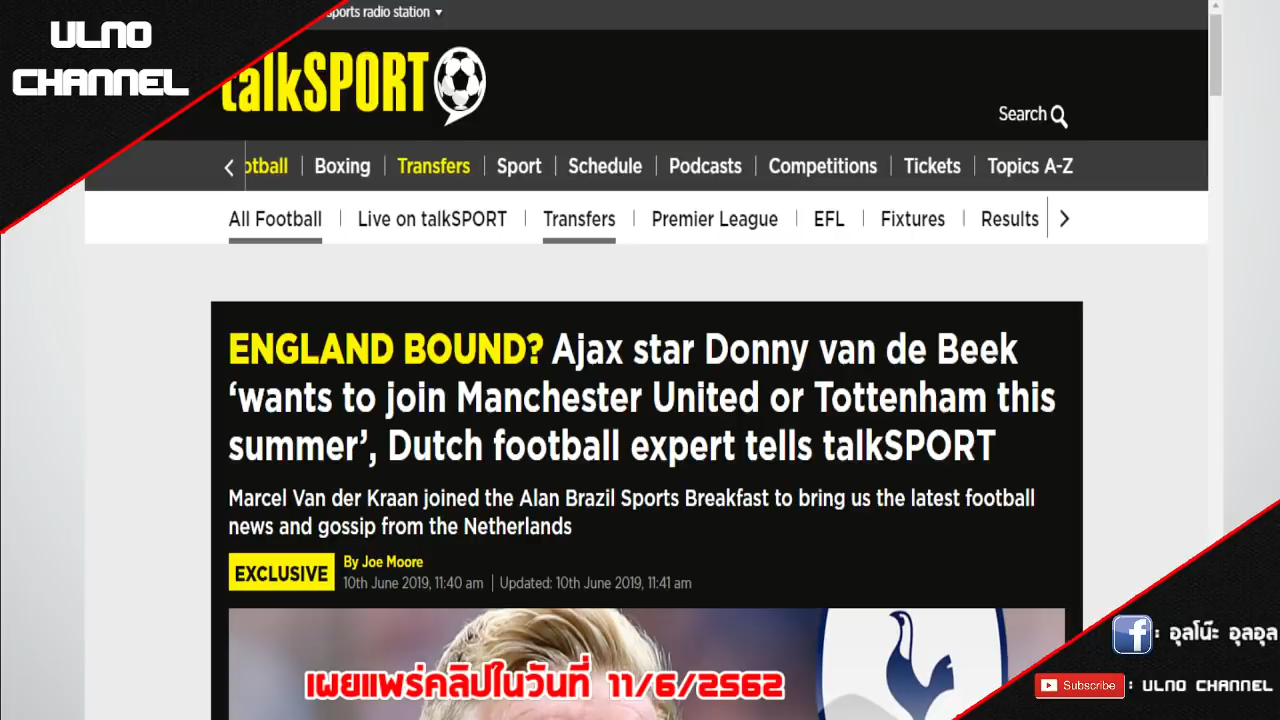 ULNO
CHANNEL
sports radio station
talkSPORT
Search
otball Boxing Transfers Sport Schedule Podcasts Competitions Tickets Topics A-Z
All Football Live on talkSPORT Transfers Premier League EFL Fixtures Results
ENGLAND BOUND? Ajax star Donny van de Beek
‘wants to join Manchester United or Tottenham this
summer’, Dutch football expert tells talkSPORT
Marcel Van der Kraan joined the Alan Brazil Sports Breakfast to bring us the latest football
news and gossip from the Netherlands
EXCLUSIVE
By Joe Moore
10th June 2019, 11:40 am | Updated: 10th June 2019, 11:41 am
เผยแพร่คลิปในวันที่ 11/6/2562
f : อุลโน๊ะ อุลอุล
Subscribe : ULNO CHANNEL